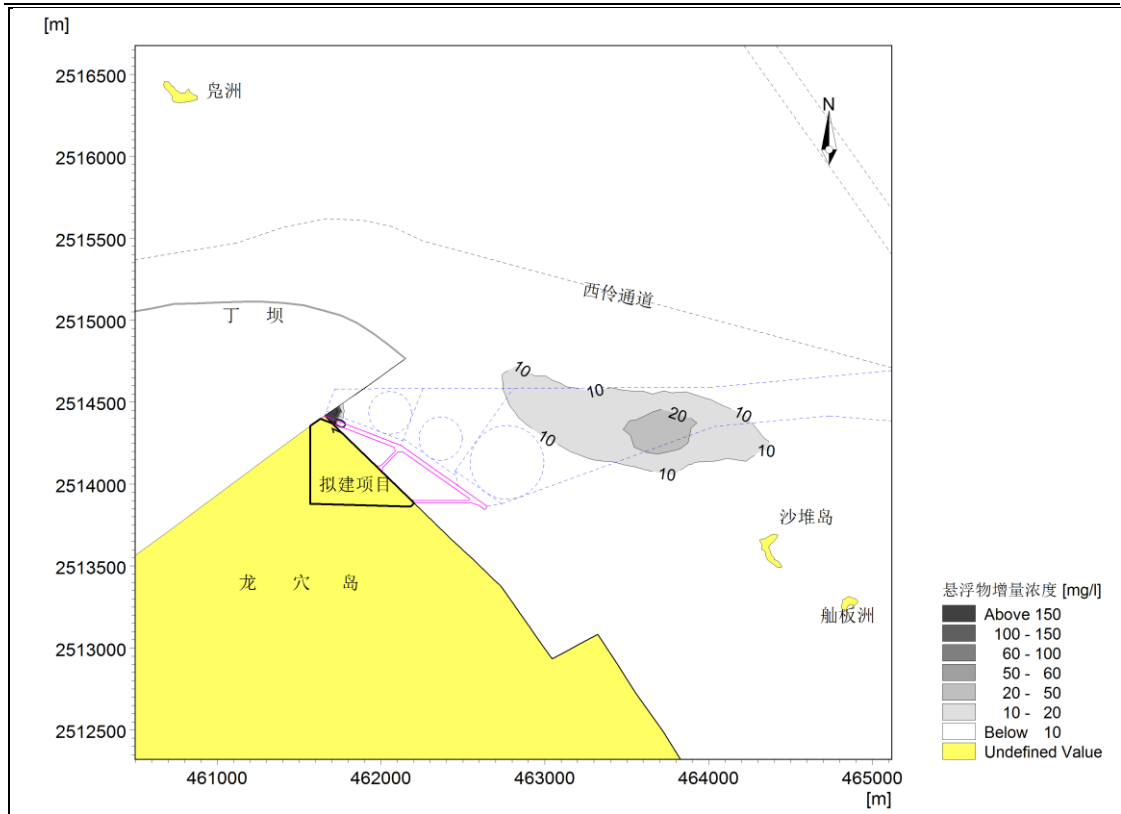 [m]
2516500
凫洲
N
2516000
2515500
西伶通道
2515000
丁 坝
10
10
2514500
20
10
10
10
10
10
2514000
拟建项目
沙堆岛
2513500
龙 穴 岛
舢板洲
2513000
2512500
461000
462000
463000
464000
465000
[m]
悬浮物增量浓度 [mg/l]
Above 150
100 - 150
60 - 100
50 - 60
20 - 50
10 - 20
Below 10
Undefined Value